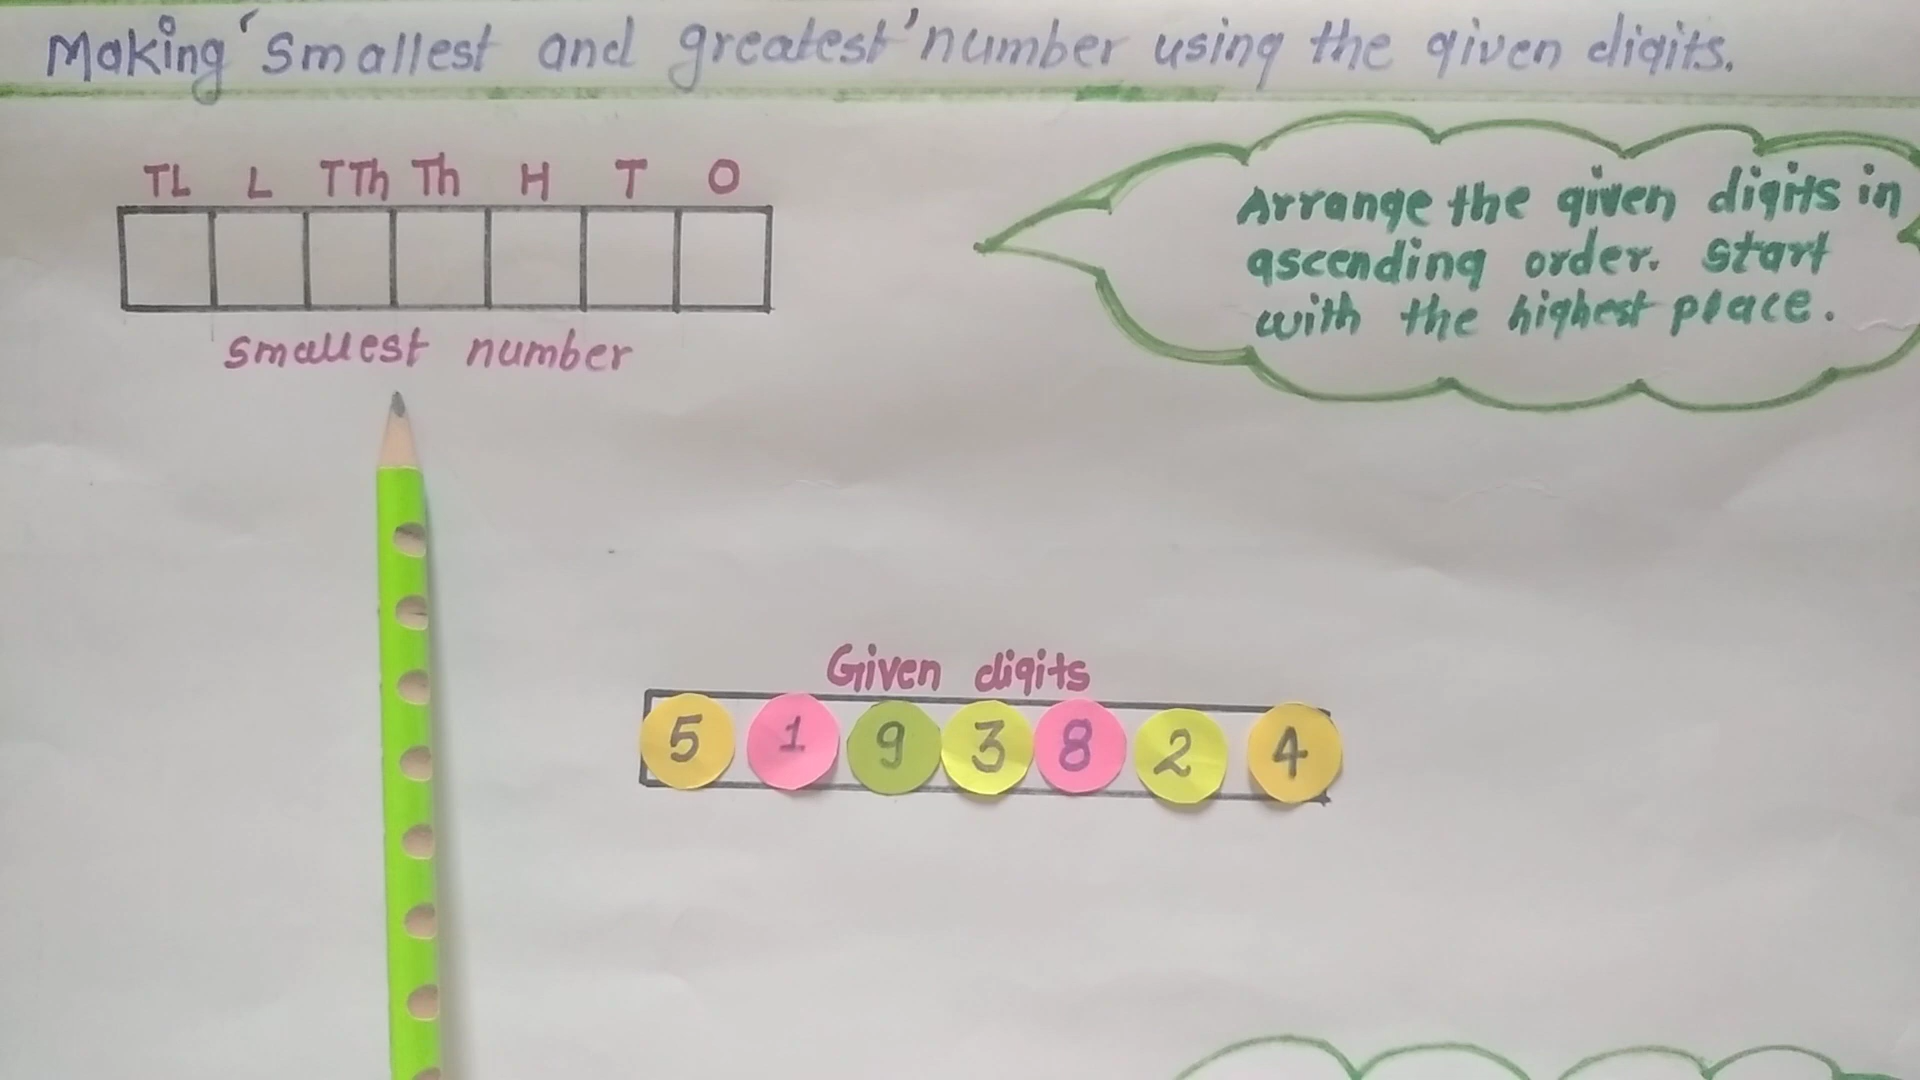 Making 'smallest and greatest' number using the given digits.
TL L TTh Th H T O
smallest number
Arrange the given digits in
ascending order. Start
with the highest place.
Given digits
5 1 9 3 8 2 4